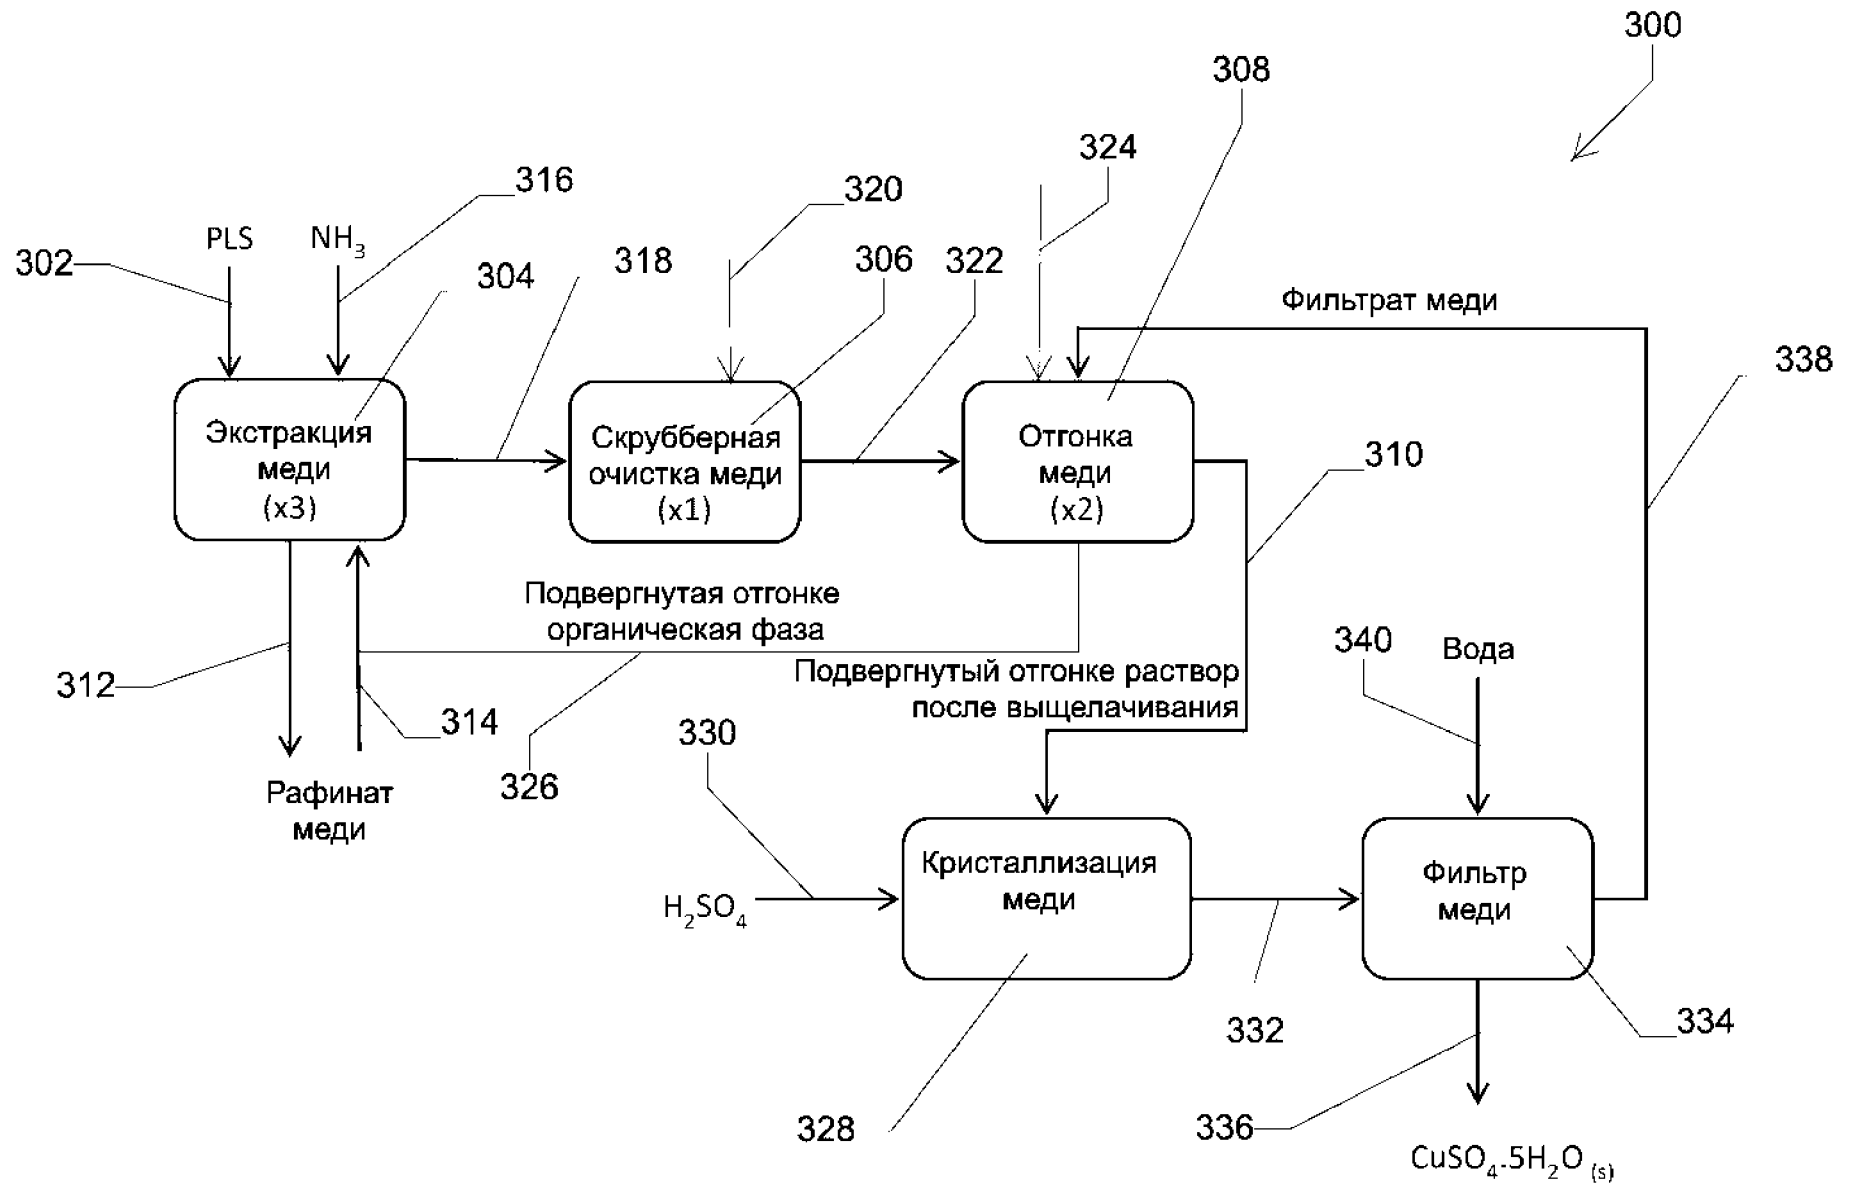 300
308
324
316
320
PLS
NH3
302
304
318
306
322
Фильтрат меди
338
Экстракция
меди
(x3)
Скрубберная
очистка меди
(x1)
Отгонка
меди
(x2)
310
Подвергнутая отгонке
органическая фаза
340
Вода
312
314
Подвергнутый отгонке раствор
после выщелачивания
330
326
Рафинат
меди
H2SO4
Кристаллизация
меди
Фильтр
меди
332
334
328
336
CuSO4.5H2O (s)